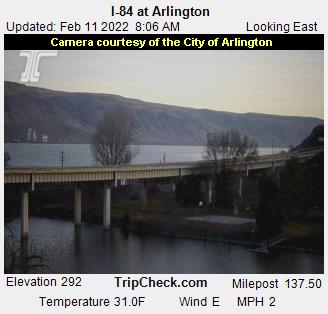 I-84 at Arlington
Updated: Feb 11 2022 8:06 AM Looking East
Camera courtesy of the City of Arlington
Elevation 292 TripCheck.com Milepost 137.50
Temperature 31.0F Wind E MPH 2